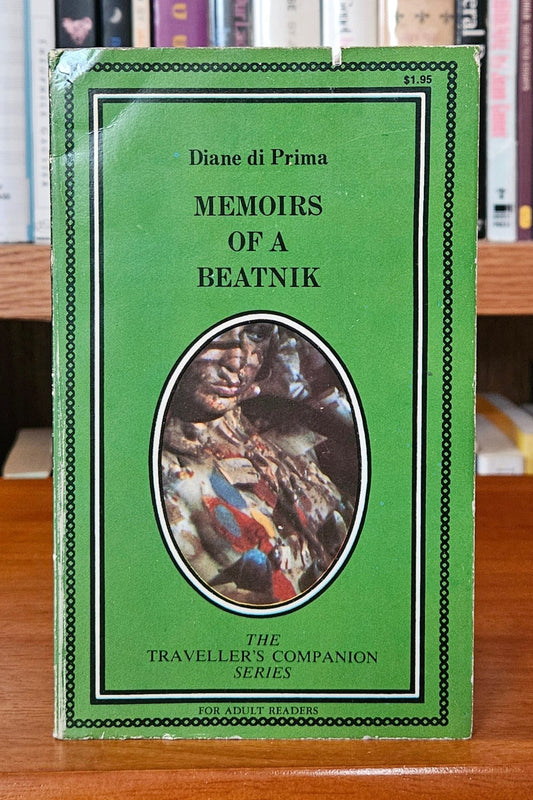 $1.95
Diane di Prima
MEMOIRS
OF A
BEATNIK
THE
TRAVELLER'S COMPANION
SERIES
FOR ADULT READERS